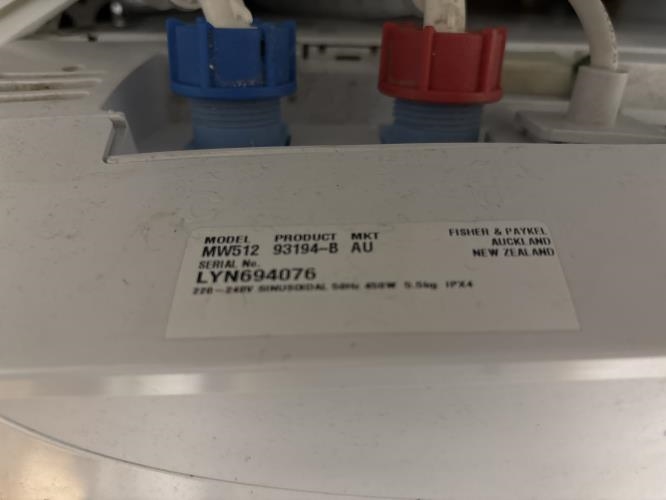 MODEL PRODUCT MKT
MW512 93194-B AU
SERIAL No.
LYN694076
220-240V SINUSOIDAL 50Hz 450W 5.5kg IPX4
FISHER & PAYKEL
AUCKLAND
NEW ZEALAND